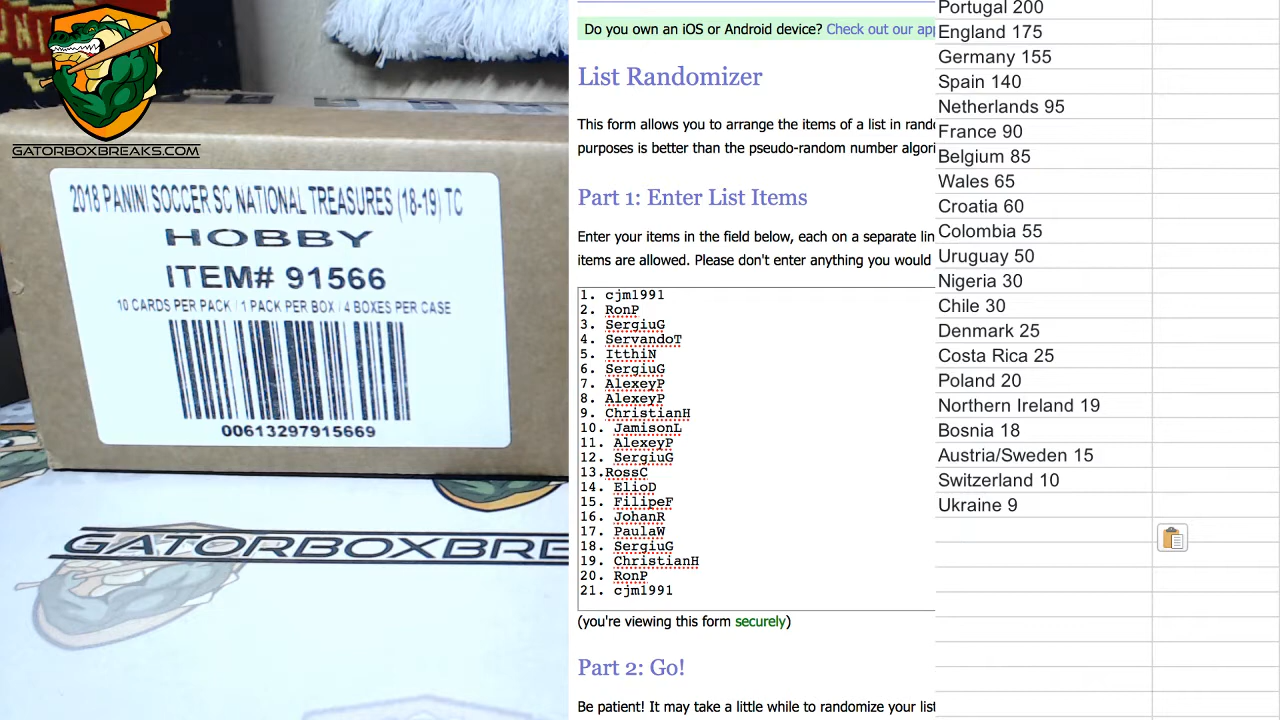 GATORBOXBREAKS.COM
2018 PANINI SOCCER SC NATIONAL TREASURES (18-19) TC
HOBBY
ITEM# 91566
10 CARDS PER PACK / 1 PACK PER BOX / 4 BOXES PER CASE
00613297915669
GATORBOXBRE
Do you own an iOS or Android device? Check out our app
List Randomizer
This form allows you to arrange the items of a list in rand
purposes is better than the pseudo-random number algori
Part 1: Enter List Items
Enter your items in the field below, each on a separate lin
items are allowed. Please don't enter anything you would
1. cjm1991
2. RonP
3. SergiuG
4. ServandoT
5. ItthiN
6. SergiuG
7. AlexeyP
8. AlexeyP
9. ChristianH
10. JamisonL
11. AlexeyP
12. SergiuG
13.RossC
14. ElioD
15. FilipeF
16. JohanR
17. PaulaW
18. SergiuG
19. ChristianH
20. RonP
21. cjm1991
(you're viewing this form securely)
Part 2: Go!
Be patient! It may take a little while to randomize your list
Portugal 200
England 175
Germany 155
Spain 140
Netherlands 95
France 90
Belgium 85
Wales 65
Croatia 60
Colombia 55
Uruguay 50
Nigeria 30
Chile 30
Denmark 25
Costa Rica 25
Poland 20
Northern Ireland 19
Bosnia 18
Austria/Sweden 15
Switzerland 10
Ukraine 9